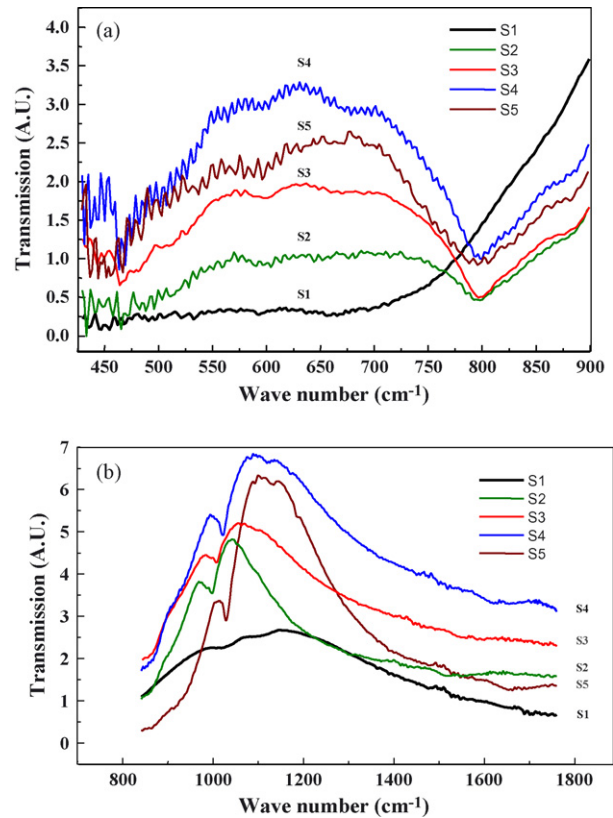 (a)
S1
S2
S3
S4
S5
S4
S5
S3
S2
S1
Transmission (A.U.)
4.0
3.5
3.0
2.5
2.0
1.5
1.0
0.5
0.0
450 500 550 600 650 700 750 800 850 900
Wave number (cm⁻¹)
(b)
S1
S2
S3
S4
S5
S4
S3
S2
S5
S1
Transmission (A.U.)
7
6
5
4
3
2
1
0
800 1000 1200 1400 1600 1800
Wave number (cm⁻¹)